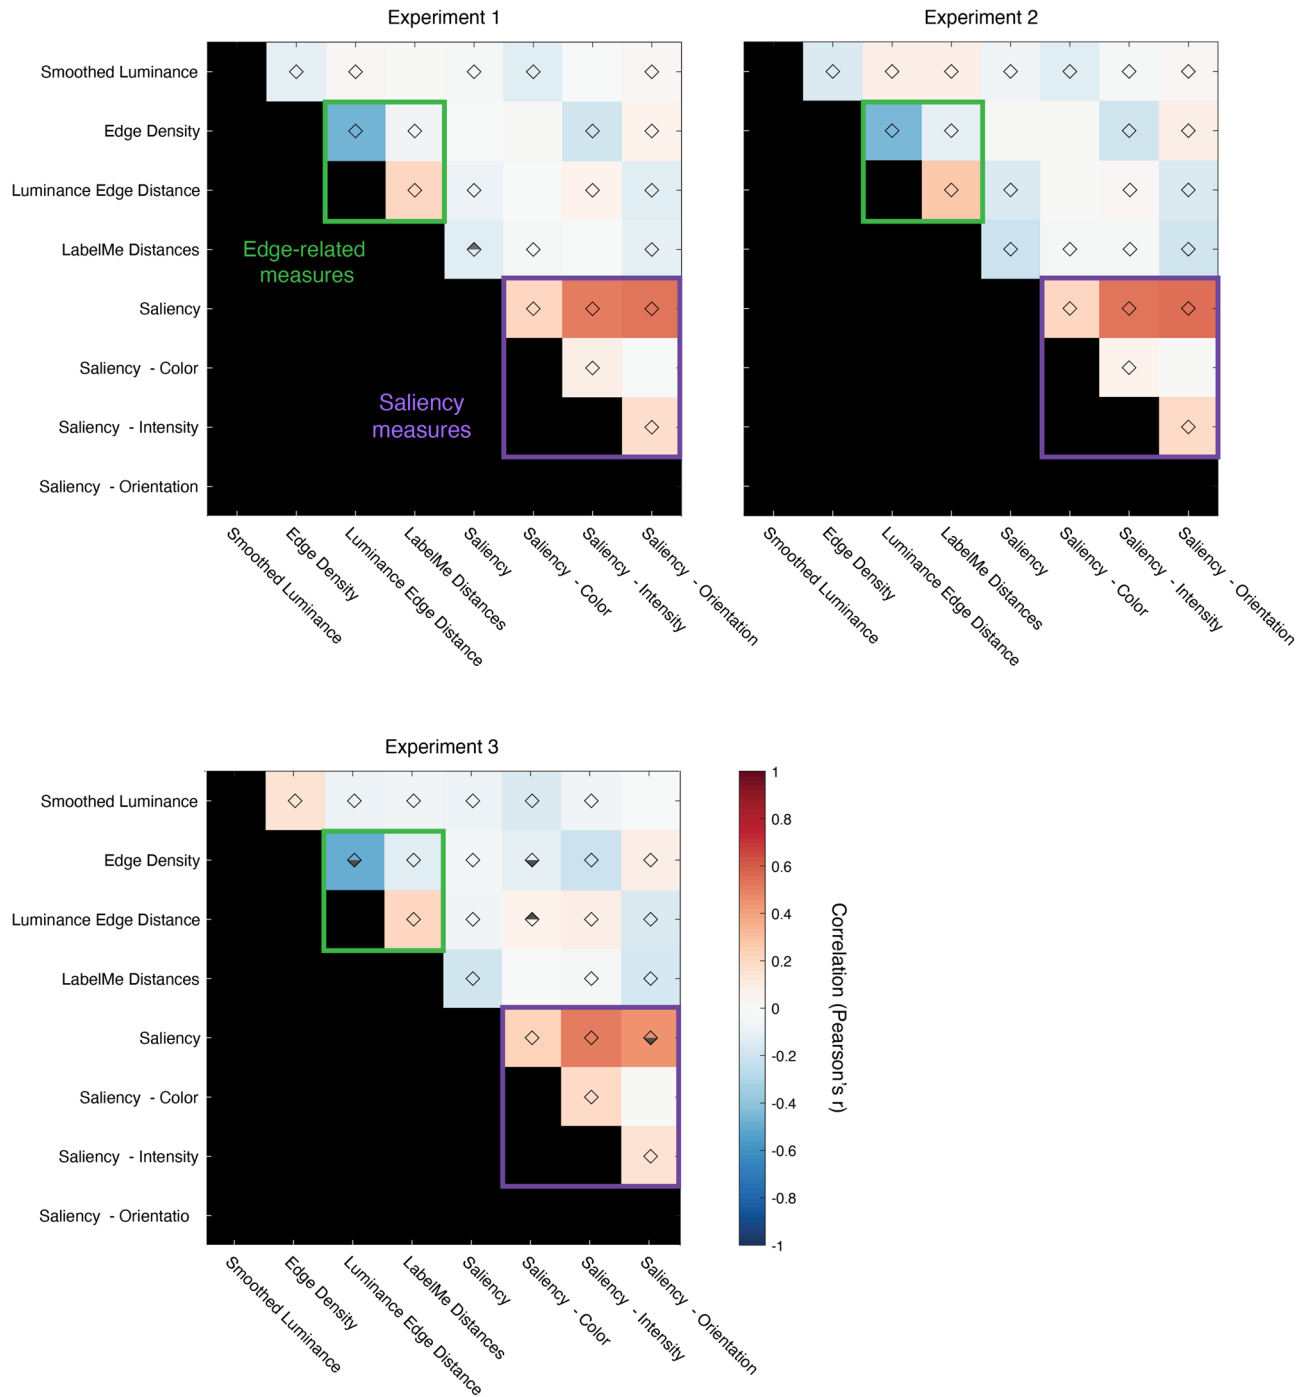 Experiment 1
Smoothed Luminance
Edge Density
Luminance Edge Distance
LabelMe Distances
Saliency
Saliency - Color
Saliency - Intensity
Saliency - Orientation
Edge-related
measures
Saliency
measures
Smoothed Luminance
Edge Density
Luminance Edge Distance
LabelMe Distances
Saliency
Saliency - Color
Saliency - Intensity
Saliency - Orientation
Experiment 2
Smoothed Luminance
Edge Density
Luminance Edge Distance
LabelMe Distances
Saliency
Saliency - Color
Saliency - Intensity
Saliency - Orientation
Experiment 3
Smoothed Luminance
Edge Density
Luminance Edge Distance
LabelMe Distances
Saliency
Saliency - Color
Saliency - Intensity
Saliency - Orientatio
Smoothed Luminance
Edge Density
Luminance Edge Distance
LabelMe Distances
Saliency
Saliency - Color
Saliency - Intensity
Saliency - Orientation
1
0.8
0.6
0.4
0.2
0
-0.2
-0.4
-0.6
-0.8
-1
Correlation (Pearson's r)